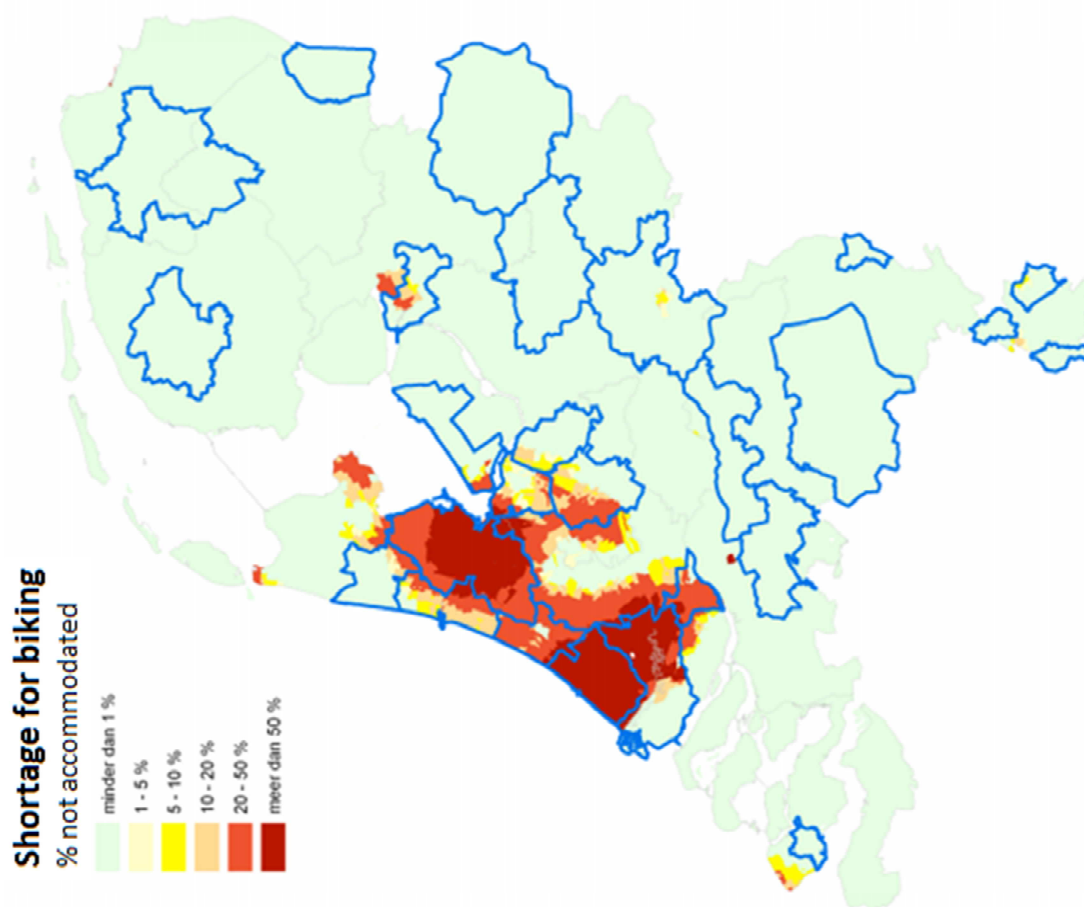 Shortage for biking
% not accommodated
minder dan 1 %
1 - 5 %
5 - 10 %
10 - 20 %
20 - 50 %
meer dan 50 %